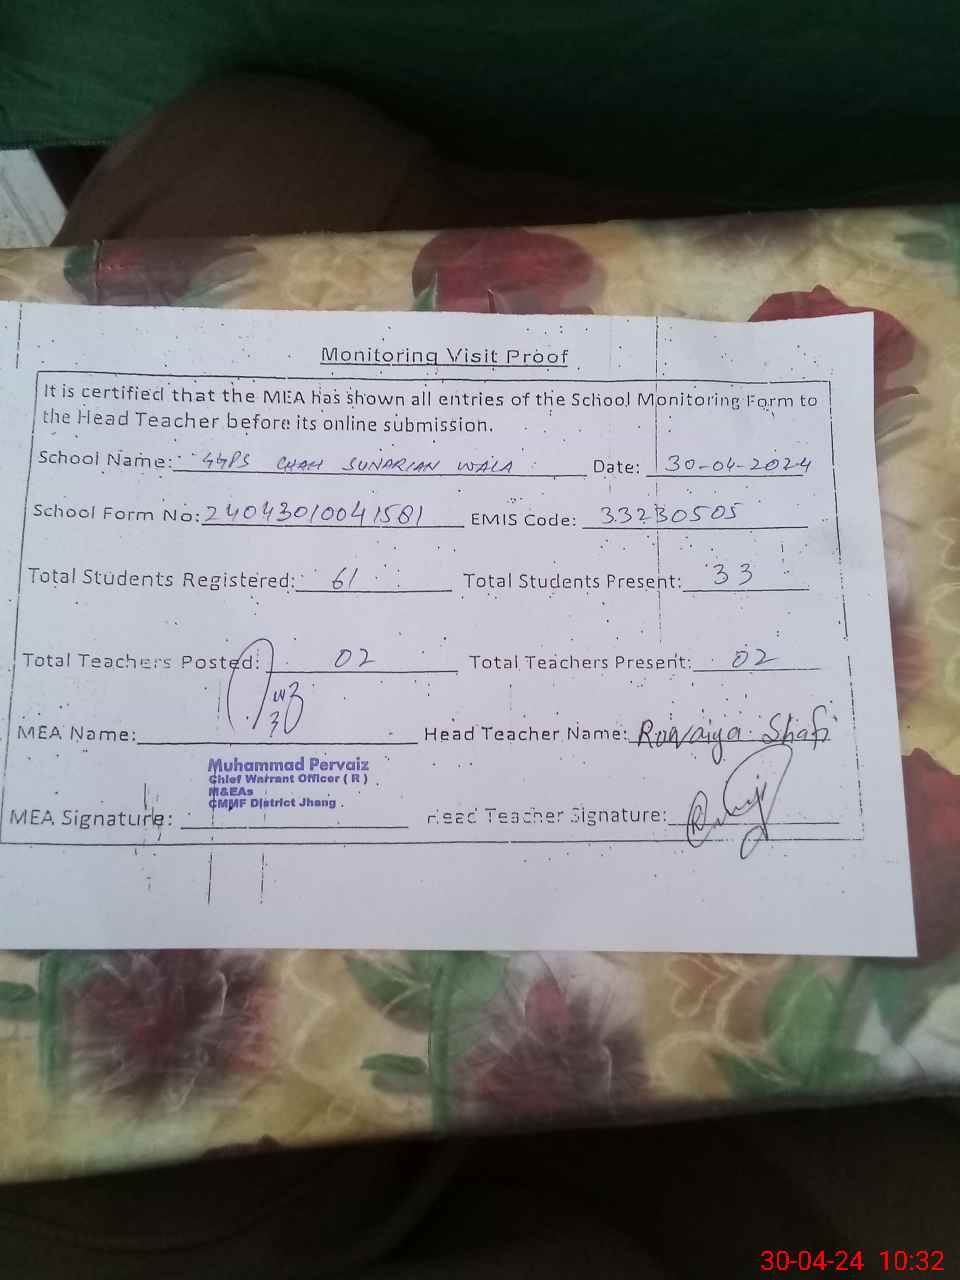 Monitoring Visit Proof
It is certified that the MEA has shown all entries of the School Monitoring Form to
the Head Teacher before its online submission.
School Name: GGPS CHAH SUNARIAN WALA Date: 30-04-2024
School Form No: 24043010041581 EMIS Code: 33230505
Total Students Registered: 61 Total Students Present: 33
Total Teachers Posted: 02 Total Teachers Present: 02
MEA Name: Head Teacher Name: Shafi
Muhammad Pervaiz
Chief Warrant Officer ( R )
M&EAs
CMMF District Jhang
MEA Signature: Head Teacher Signature:
30-04-24 10:32